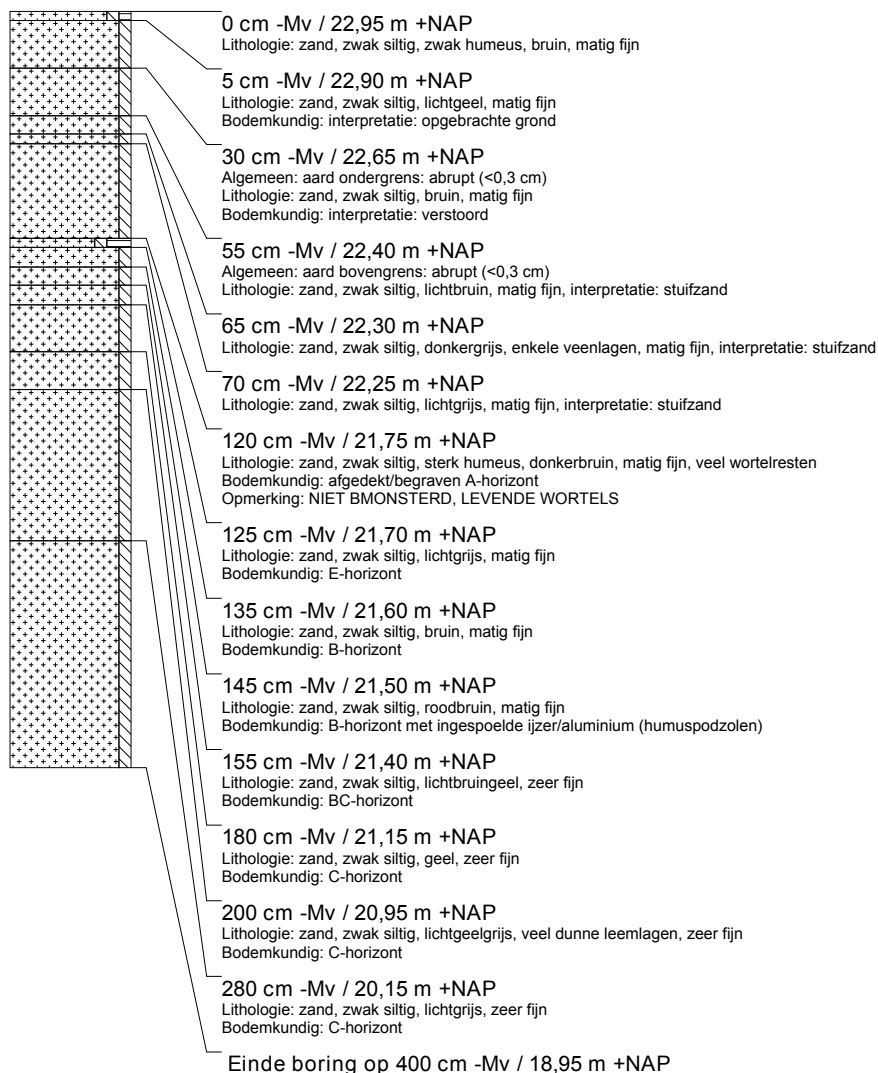 0 cm -Mv / 22,95 m +NAP
Lithologie: zand, zwak siltig, zwak humeus, bruin, matig fijn
5 cm -Mv / 22,90 m +NAP
Lithologie: zand, zwak siltig, lichtgeel, matig fijn
Bodemkundig: interpretatie: opgebrachte grond
30 cm -Mv / 22,65 m +NAP
Algemeen: aard ondergrens: abrupt (<0,3 cm)
Lithologie: zand, zwak siltig, bruin, matig fijn
Bodemkundig: interpretatie: verstoord
55 cm -Mv / 22,40 m +NAP
Algemeen: aard bovengrens: abrupt (<0,3 cm)
Lithologie: zand, zwak siltig, lichtbruin, matig fijn, interpretatie: stuifzand
65 cm -Mv / 22,30 m +NAP
Lithologie: zand, zwak siltig, donkergrijs, enkele veenlagen, matig fijn, interpretatie: stuifzand
70 cm -Mv / 22,25 m +NAP
Lithologie: zand, zwak siltig, lichtgrijs, matig fijn, interpretatie: stuifzand
120 cm -Mv / 21,75 m +NAP
Lithologie: zand, zwak siltig, sterk humeus, donkerbruin, matig fijn, veel wortelresten
Bodemkundig: afgedekt/begraven A-horizont
Opmerking: NIET BMONSTERD, LEVENDE WORTELS
125 cm -Mv / 21,70 m +NAP
Lithologie: zand, zwak siltig, lichtgrijs, matig fijn
Bodemkundig: E-horizont
135 cm -Mv / 21,60 m +NAP
Lithologie: zand, zwak siltig, bruin, matig fijn
Bodemkundig: B-horizont
145 cm -Mv / 21,50 m +NAP
Lithologie: zand, zwak siltig, roodbruin, matig fijn
Bodemkundig: B-horizont met ingespoelde ijzer/aluminium (humuspodzolen)
155 cm -Mv / 21,40 m +NAP
Lithologie: zand, zwak siltig, lichtbruingeel, zeer fijn
Bodemkundig: BC-horizont
180 cm -Mv / 21,15 m +NAP
Lithologie: zand, zwak siltig, geel, zeer fijn
Bodemkundig: C-horizont
200 cm -Mv / 20,95 m +NAP
Lithologie: zand, zwak siltig, lichtgeelgrijs, veel dunne leemlagen, zeer fijn
Bodemkundig: C-horizont
280 cm -Mv / 20,15 m +NAP
Lithologie: zand, zwak siltig, lichtgrijs, zeer fijn
Bodemkundig: C-horizont
Einde boring op 400 cm -Mv / 18,95 m +NAP